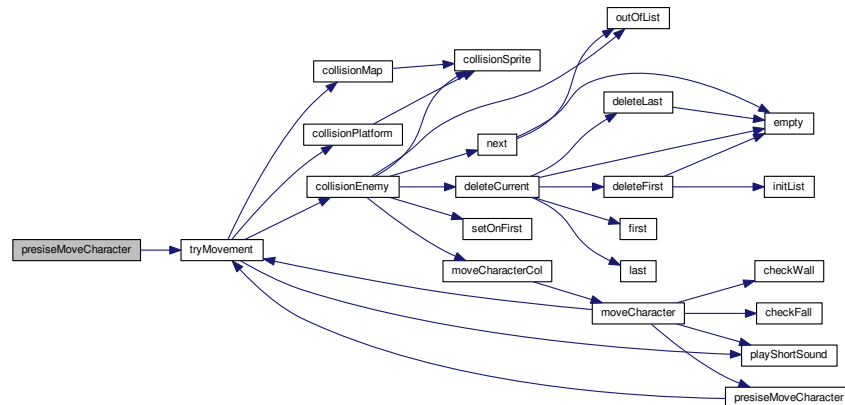 outOfList
collisionSprite
collisionMap
deleteLast
empty
collisionPlatform
next
collisionEnemy
deleteCurrent
deleteFirst
initList
setOnFirst
first
presiseMoveCharacter
tryMovement
moveCharacterCol
last
checkWall
moveCharacter
checkFall
playShortSound
presiseMoveCharacter